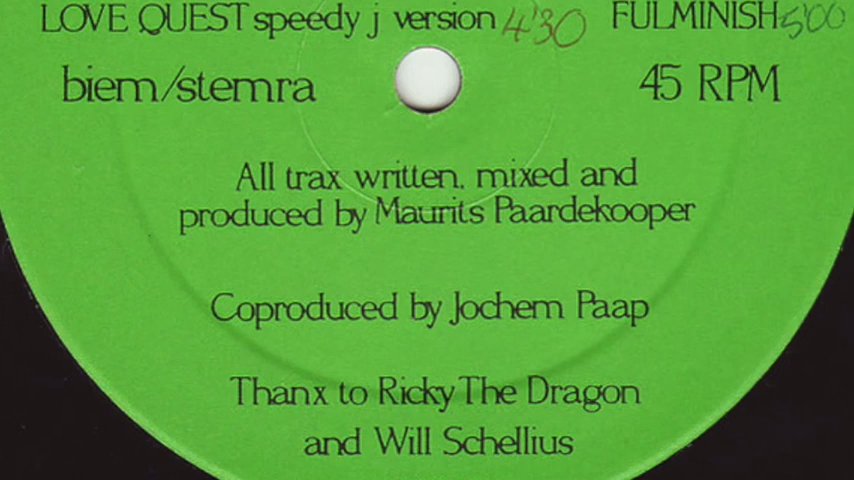 LOVE QUEST speedy j version 4'30 FULMINISH 5'00
biem/stemra 45 RPM
All trax written, mixed and
produced by Maurits Paardekooper
Coproduced by Jochem Paap
Thanx to Ricky The Dragon
and Will Schellius